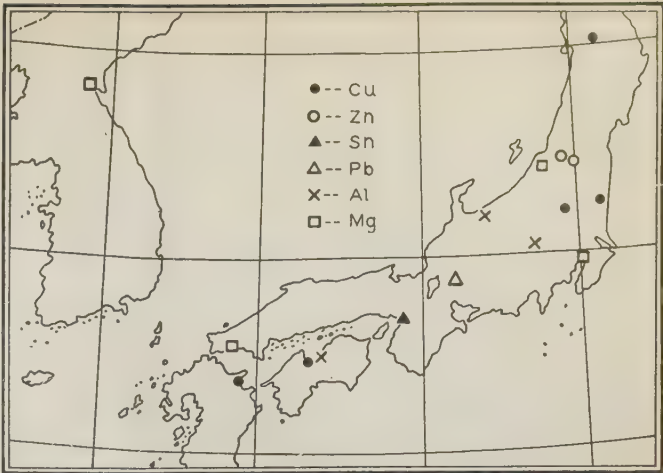 ●-- Cu
○-- Zn
▲-- Sn
△-- Pb
×-- Al
□-- Mg